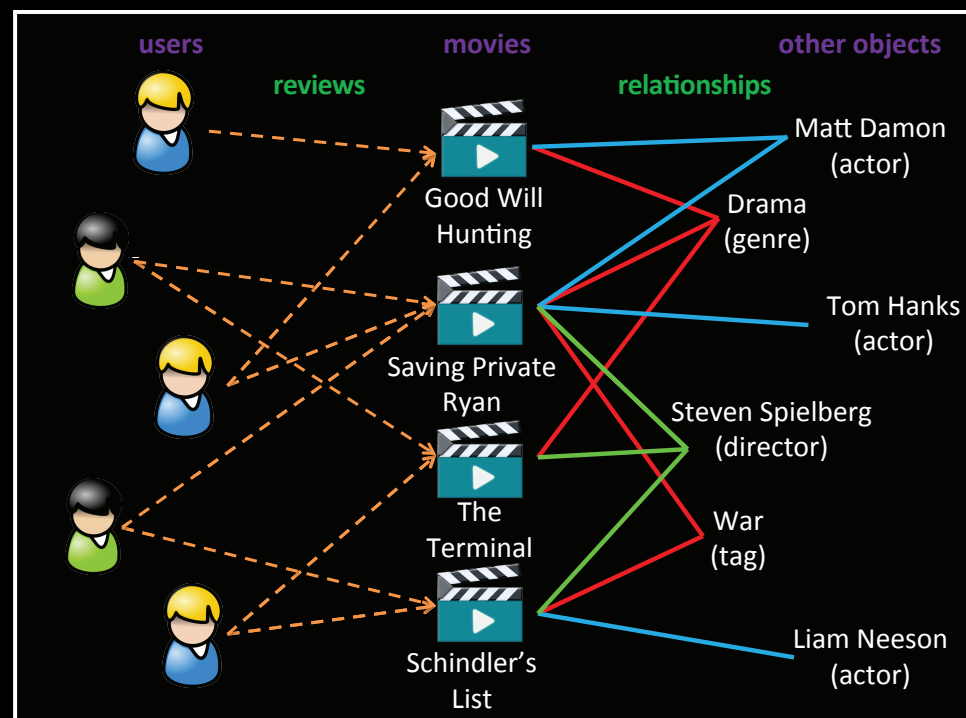 users
movies
other objects
reviews
relationships
Good Will
Hunting
Saving Private
Ryan
The
Terminal
Schindler’s
List
Matt Damon
(actor)
Drama
(genre)
Tom Hanks
(actor)
Steven Spielberg
(director)
War
(tag)
Liam Neeson
(actor)